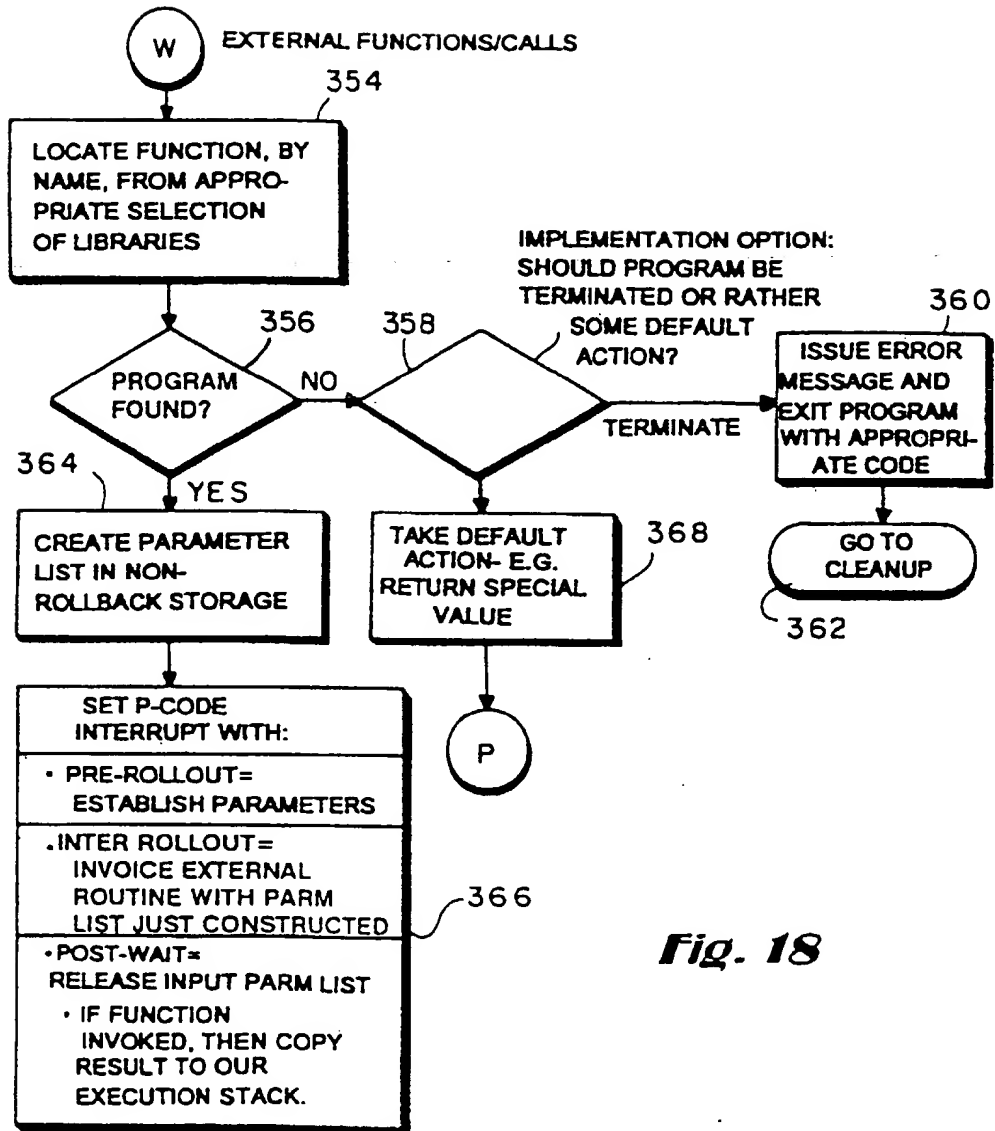 W
EXTERNAL FUNCTIONS/CALLS
354
LOCATE FUNCTION, BY
NAME, FROM APPRO-
PRIATE SELECTION
OF LIBRARIES
IMPLEMENTATION OPTION:
SHOULD PROGRAM BE
TERMINATED OR RATHER
SOME DEFAULT
ACTION?
356
358
360
PROGRAM
FOUND?
NO
TERMINATE
ISSUE ERROR
MESSAGE AND
EXIT PROGRAM
WITH APPROPRI-
ATE CODE
364
YES
CREATE PARAMETER
LIST IN NON-
ROLLBACK STORAGE
TAKE DEFAULT
ACTION- E.G.
RETURN SPECIAL
VALUE
368
GO TO
CLEANUP
362
P
SET P-CODE
INTERRUPT WITH:
• PRE-ROLLOUT=
ESTABLISH PARAMETERS
.INTER ROLLOUT=
INVOICE EXTERNAL
ROUTINE WITH PARM
LIST JUST CONSTRUCTED
366
•POST-WAIT=
RELEASE INPUT PARM LIST
• IF FUNCTION
INVOKED, THEN COPY
RESULT TO OUR
EXECUTION STACK.
Fig. 18